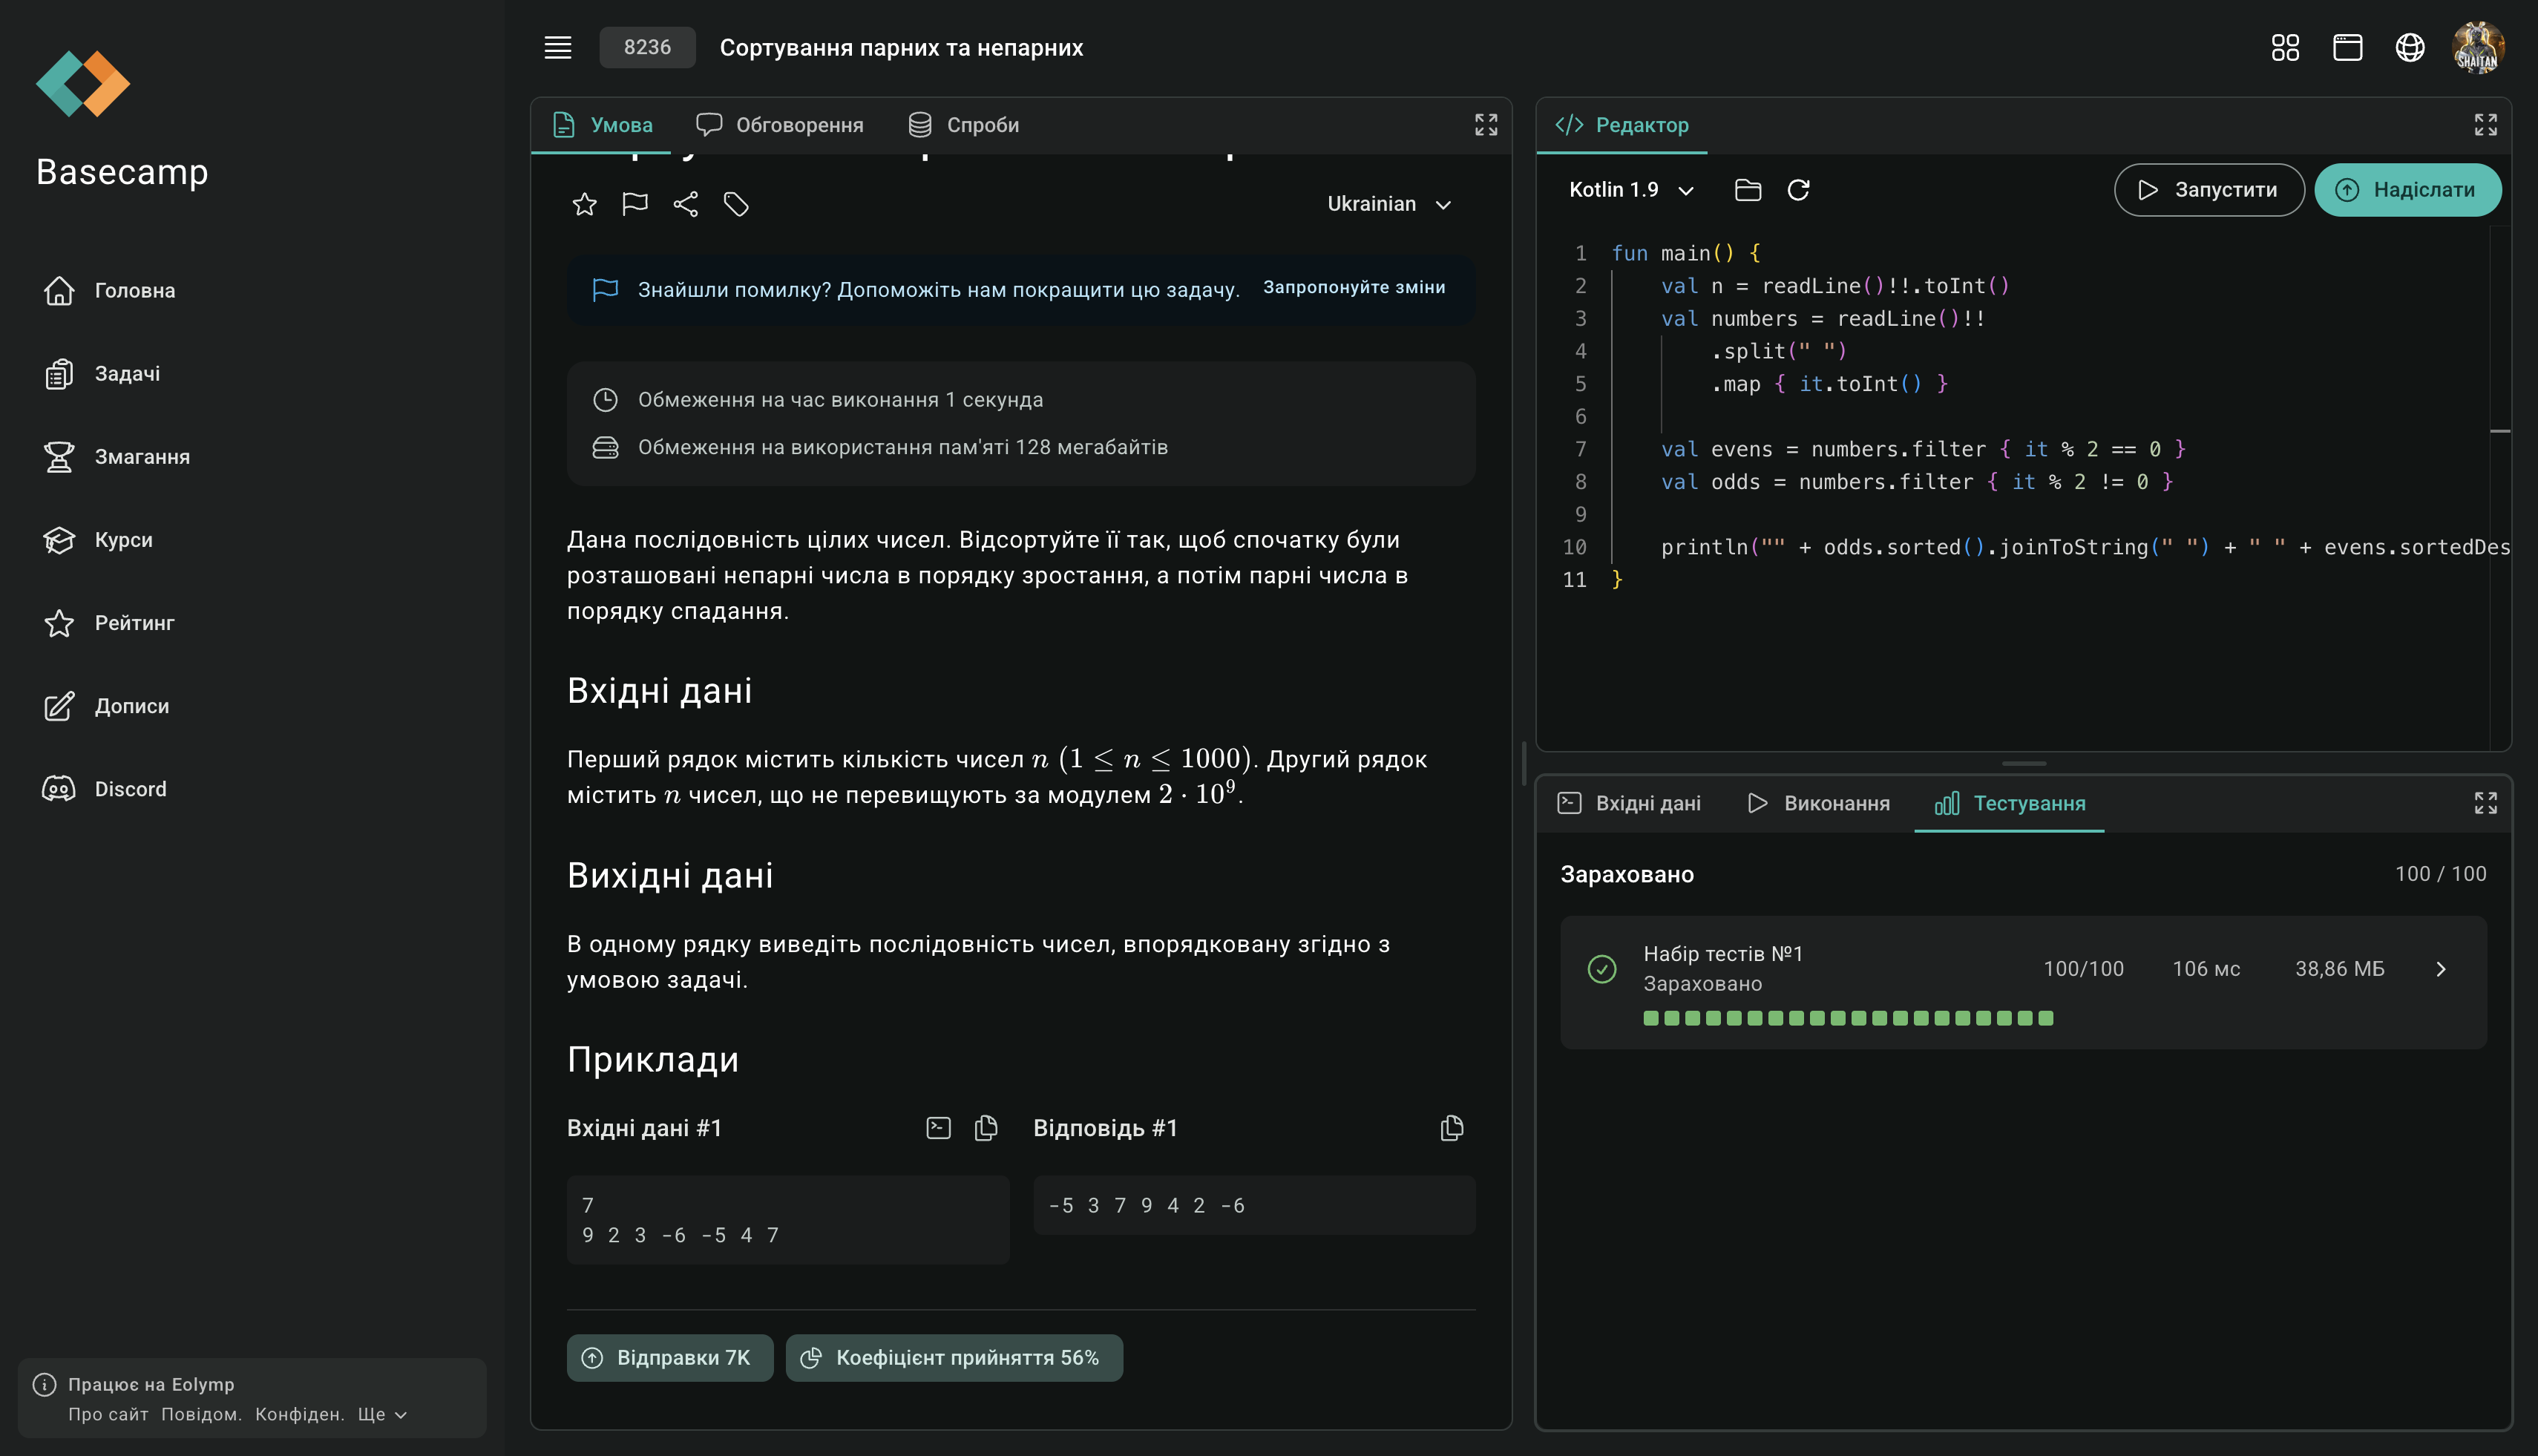 Basecamp
Головна
Задачі
Змагання
Курси
Рейтинг
Дописи
Discord
Працює на Eolymp
Про сайт Повідом. Конфіден. Ще
8236 Сортування парних та непарних
SHAITAN
Умова Обговорення Спроби
Ukrainian
Знайшли помилку? Допоможіть нам покращити цю задачу. Запропонуйте зміни
Обмеження на час виконання 1 секунда
Обмеження на використання пам'яті 128 мегабайтів
Дана послідовність цілих чисел. Відсортуйте її так, щоб спочатку були
розташовані непарні числа в порядку зростання, а потім парні числа в
порядку спадання.
Вхідні дані
Перший рядок містить кількість чисел n (1 ≤ n ≤ 1000). Другий рядок
містить n чисел, що не перевищують за модулем 2 · 10⁹.
Вихідні дані
В одному рядку виведіть послідовність чисел, впорядковану згідно з
умовою задачі.
Приклади
Вхідні дані #1
7
9 2 3 -6 -5 4 7
Відповідь #1
-5 3 7 9 4 2 -6
Відправки 7K Коефіцієнт прийняття 56%
Редактор
Kotlin 1.9 Запустити Надіслати
1 fun main() {
2 val n = readLine()!!.toInt()
3 val numbers = readLine()!!
4 .split(" ")
5 .map { it.toInt() }
6
7 val evens = numbers.filter { it % 2 == 0 }
8 val odds = numbers.filter { it % 2 != 0 }
9
10 println("" + odds.sorted().joinToString(" ") + " " + evens.sortedDes
11 }
Вхідні дані Виконання Тестування
Зараховано 100 / 100
Набір тестів №1 100/100 106 мс 38,86 МБ
Зараховано